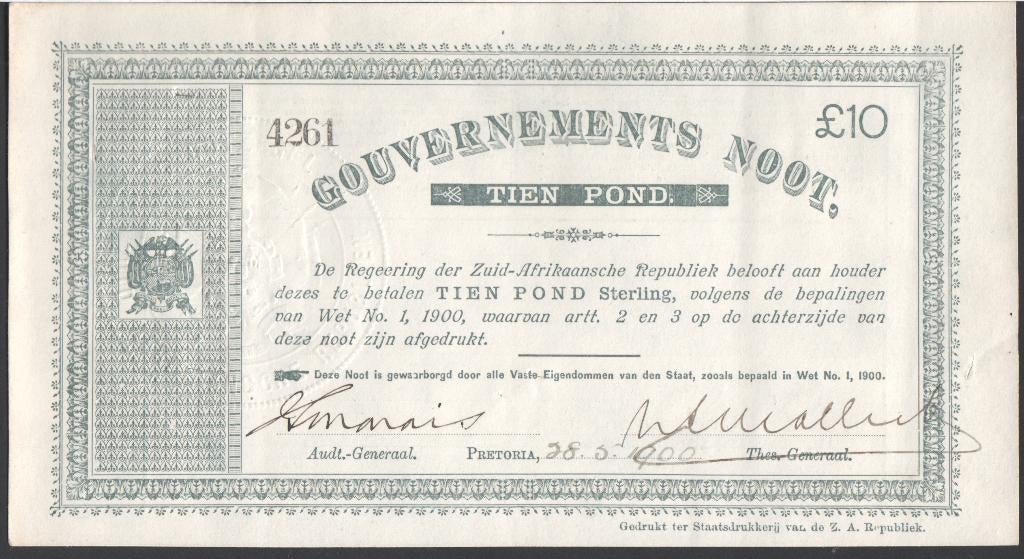 4261
£10
GOUVERNEMENTS NOOT,
TIEN POND.
De Regeering der Zuid-Afrikaansche Republiek belooft aan houder
dezes te betalen TIEN POND Sterling, volgens de bepalingen
van Wet No. 1, 1900, waarvan artt. 2 en 3 op de achterzijde van
deze noot zijn afgedrukt.
Deze Noot is gewaarborgd door alle Vaste Eigendommen van den Staat, zooals bepaald in Wet No. 1, 1900.
Audt.-Generaal. PRETORIA, 28.5.1900. Thes.-Generaal.
Gedrukt ter Staatsdrukkerij van de Z. A. Republiek.